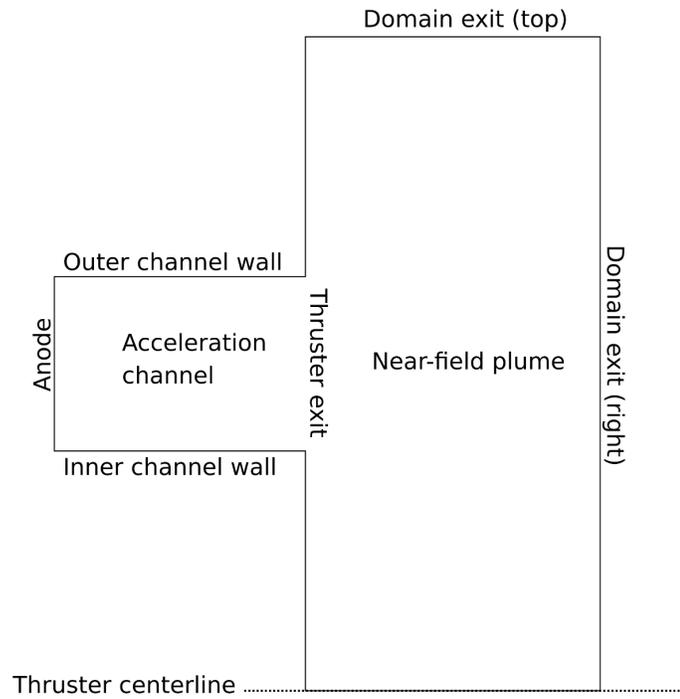 Domain exit (top)
Outer channel wall
Anode
Acceleration
channel
Thruster exit
Near-field plume
Domain exit (right)
Inner channel wall
Thruster centerline